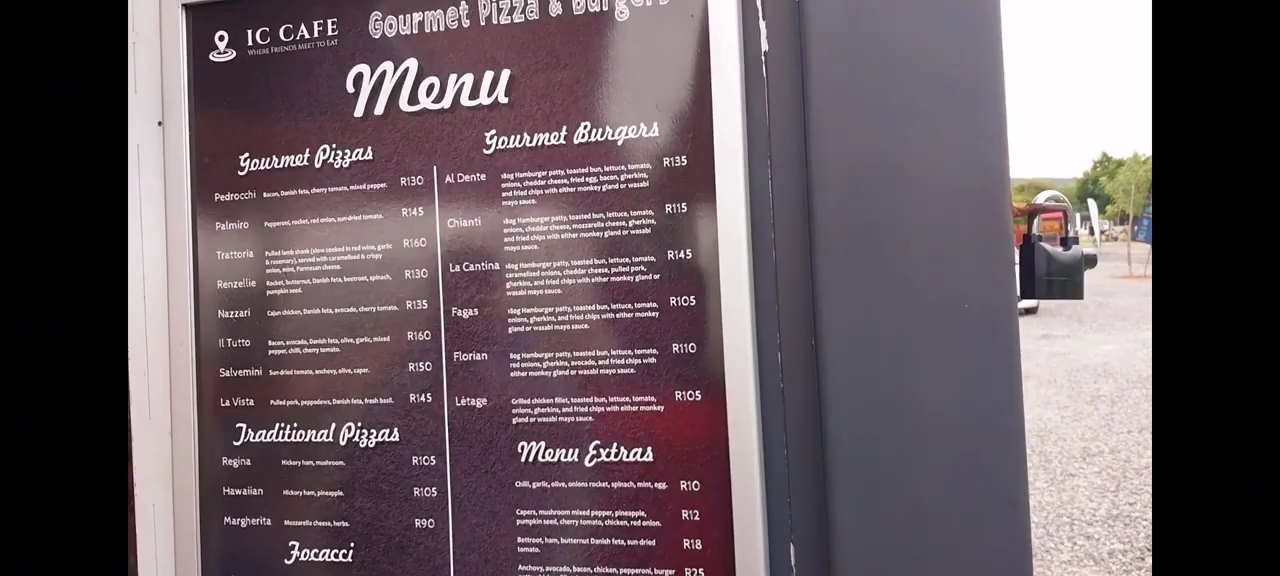 IC CAFE
WHERE FRIENDS MEET TO EAT
Gourmet Pizza & Burgers
Menu
Gourmet Pizzas
Pedrocchi Bacon, Danish feta, cherry tomato, mixed pepper. R130
Palmiro Pepperoni, rocket, red onion, sun-dried tomato. R145
Trattoria Pulled lamb shank (slow cooked in red wine, garlic R160
& rosemary), served with caramelised & crispy
onion, mint, Parmesan cheese.
Renzellie Rocket, butternut, Danish feta, beetroot, spinach, R130
pumpkin seed.
Nazzari Cajun chicken, Danish feta, avocado, cherry tomato. R135
Il Tutto Bacon, avocado, Danish feta, olive, garlic, mixed R160
pepper, chilli, cherry tomato.
Salvemini Sun-dried tomato, anchovy, olive, caper. R150
La Vista Pulled pork, peppadews, Danish feta, fresh basil. R145
Traditional Pizzas
Regina Hickory ham, mushroom. R105
Hawaiian Hickory ham, pineapple. R105
Margherita Mozzarella cheese, herbs. R90
Focacci
Gourmet Burgers
Al Dente 180g Hamburger patty, toasted bun, lettuce, tomato, R135
onions, cheddar cheese, fried egg, bacon, gherkins,
and fried chips with either monkey gland or wasabi
mayo sauce.
Chianti 180g Hamburger patty, toasted bun, lettuce, tomato, R115
onions, cheddar cheese, mozzarella cheese, gherkins,
and fried chips with either monkey gland or wasabi
mayo sauce.
La Cantina 180g Hamburger patty, toasted bun, lettuce, tomato, R145
caramelized onions, cheddar cheese, pulled pork,
gherkins, and fried chips with either monkey gland or
wasabi mayo sauce.
Fagas 180g Hamburger patty, toasted bun, lettuce, tomato, R105
onions, gherkins, and fried chips with either monkey
gland or wasabi mayo sauce.
Florian 80g Hamburger patty, toasted bun, lettuce, tomato, R110
red onions, gherkins, avocado, and fried chips with
either monkey gland or wasabi mayo sauce.
Létage Grilled chicken fillet, toasted bun, lettuce, tomato, R105
onions, gherkins, and fried chips with either monkey
gland or wasabi mayo sauce.
Menu Extras
Chilli, garlic, olive, onions rocket, spinach, mint, egg. R10
Capers, mushroom mixed pepper, pineapple, R12
pumpkin seed, cherry tomato, chicken, red onion.
Bettroot, ham, butternut Danish feta, sun-dried R18
tomato.
Anchovy, avocado, bacon, chicken, pepperoni, burger R25